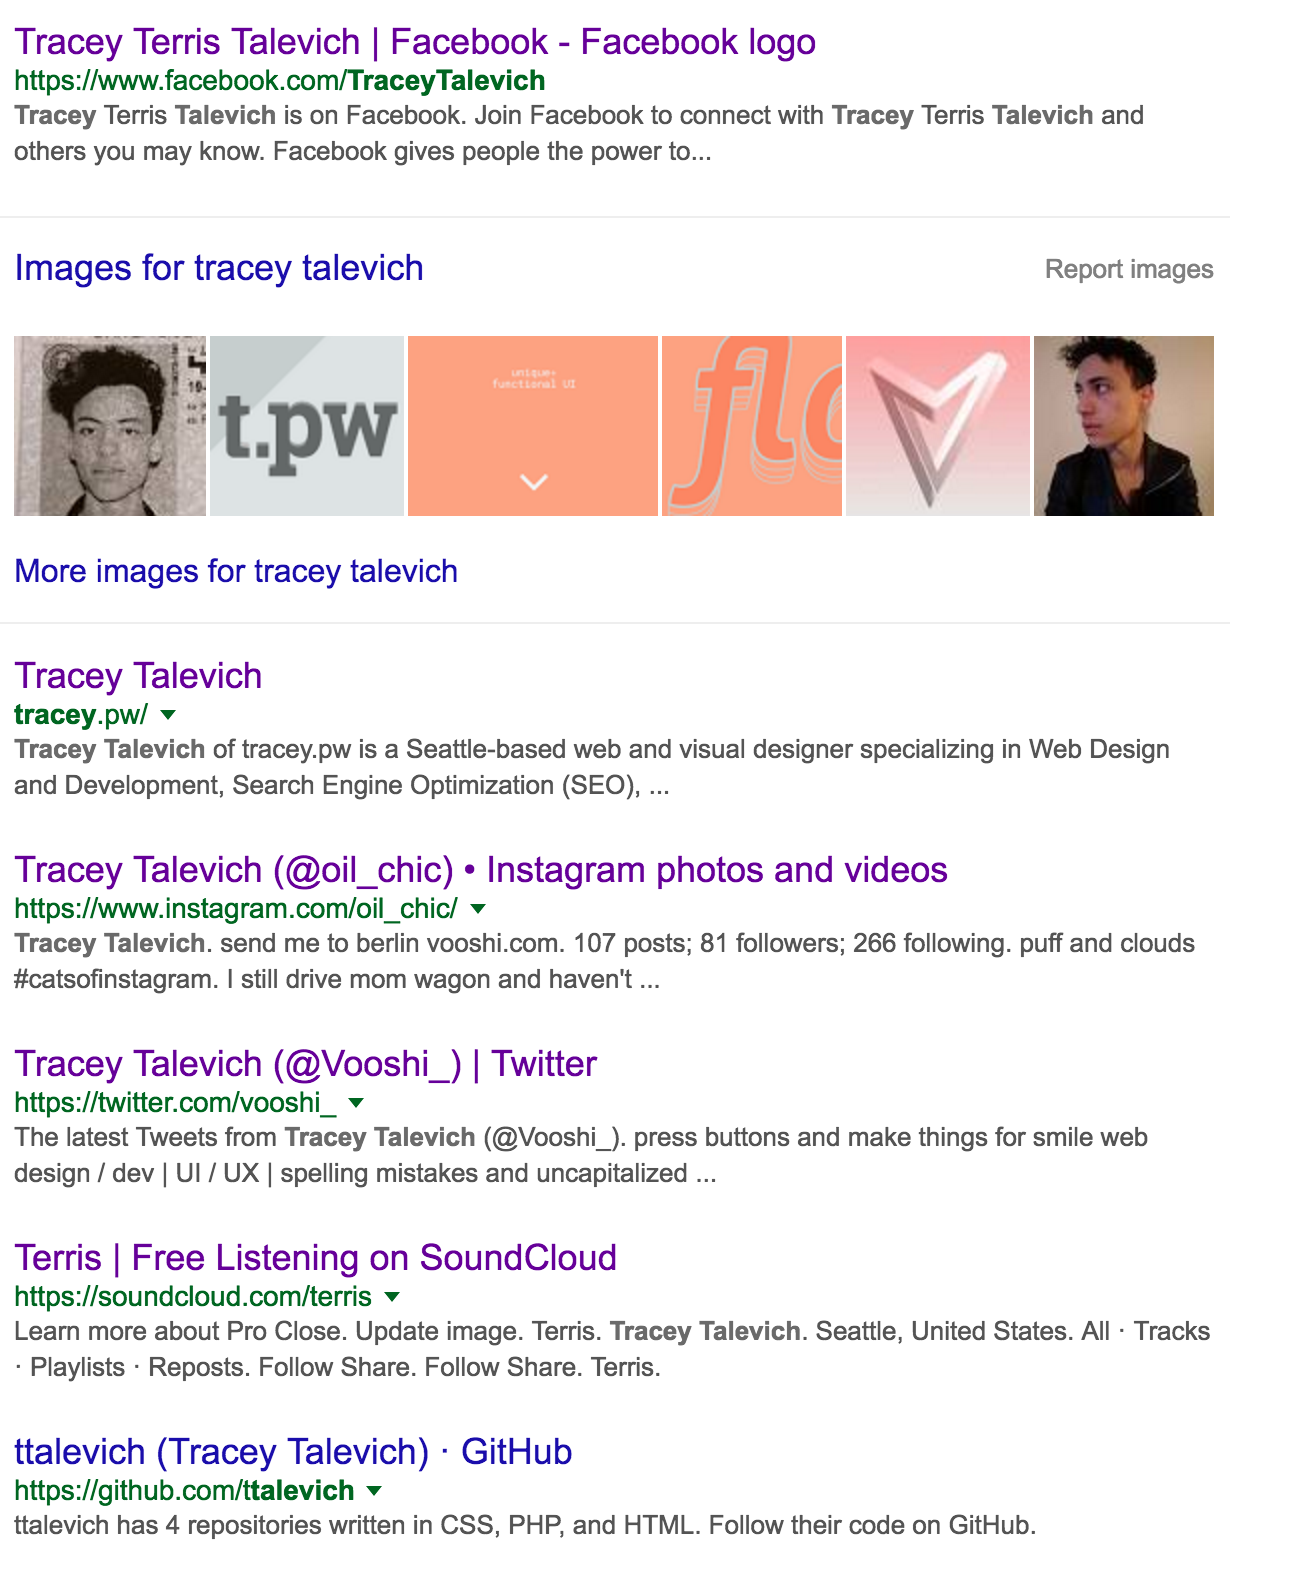 Tracey Terris Talevich | Facebook - Facebook logo
https://www.facebook.com/TraceyTalevich
Tracey Terris Talevich is on Facebook. Join Facebook to connect with Tracey Terris Talevich and
others you may know. Facebook gives people the power to...
Images for tracey talevich
Report images
t.pw
unique+
functional UI
flo
More images for tracey talevich
Tracey Talevich
tracey.pw/
Tracey Talevich of tracey.pw is a Seattle-based web and visual designer specializing in Web Design
and Development, Search Engine Optimization (SEO), ...
Tracey Talevich (@oil_chic) • Instagram photos and videos
https://www.instagram.com/oil_chic/
Tracey Talevich. send me to berlin vooshi.com. 107 posts; 81 followers; 266 following. puff and clouds
#catsofinstagram. I still drive mom wagon and haven't ...
Tracey Talevich (@Vooshi_) | Twitter
https://twitter.com/vooshi_
The latest Tweets from Tracey Talevich (@Vooshi_). press buttons and make things for smile web
design / dev | UI / UX | spelling mistakes and uncapitalized ...
Terris | Free Listening on SoundCloud
https://soundcloud.com/terris
Learn more about Pro Close. Update image. Terris. Tracey Talevich. Seattle, United States. All · Tracks
· Playlists · Reposts. Follow Share. Follow Share. Terris.
ttalevich (Tracey Talevich) · GitHub
https://github.com/ttalevich
ttalevich has 4 repositories written in CSS, PHP, and HTML. Follow their code on GitHub.